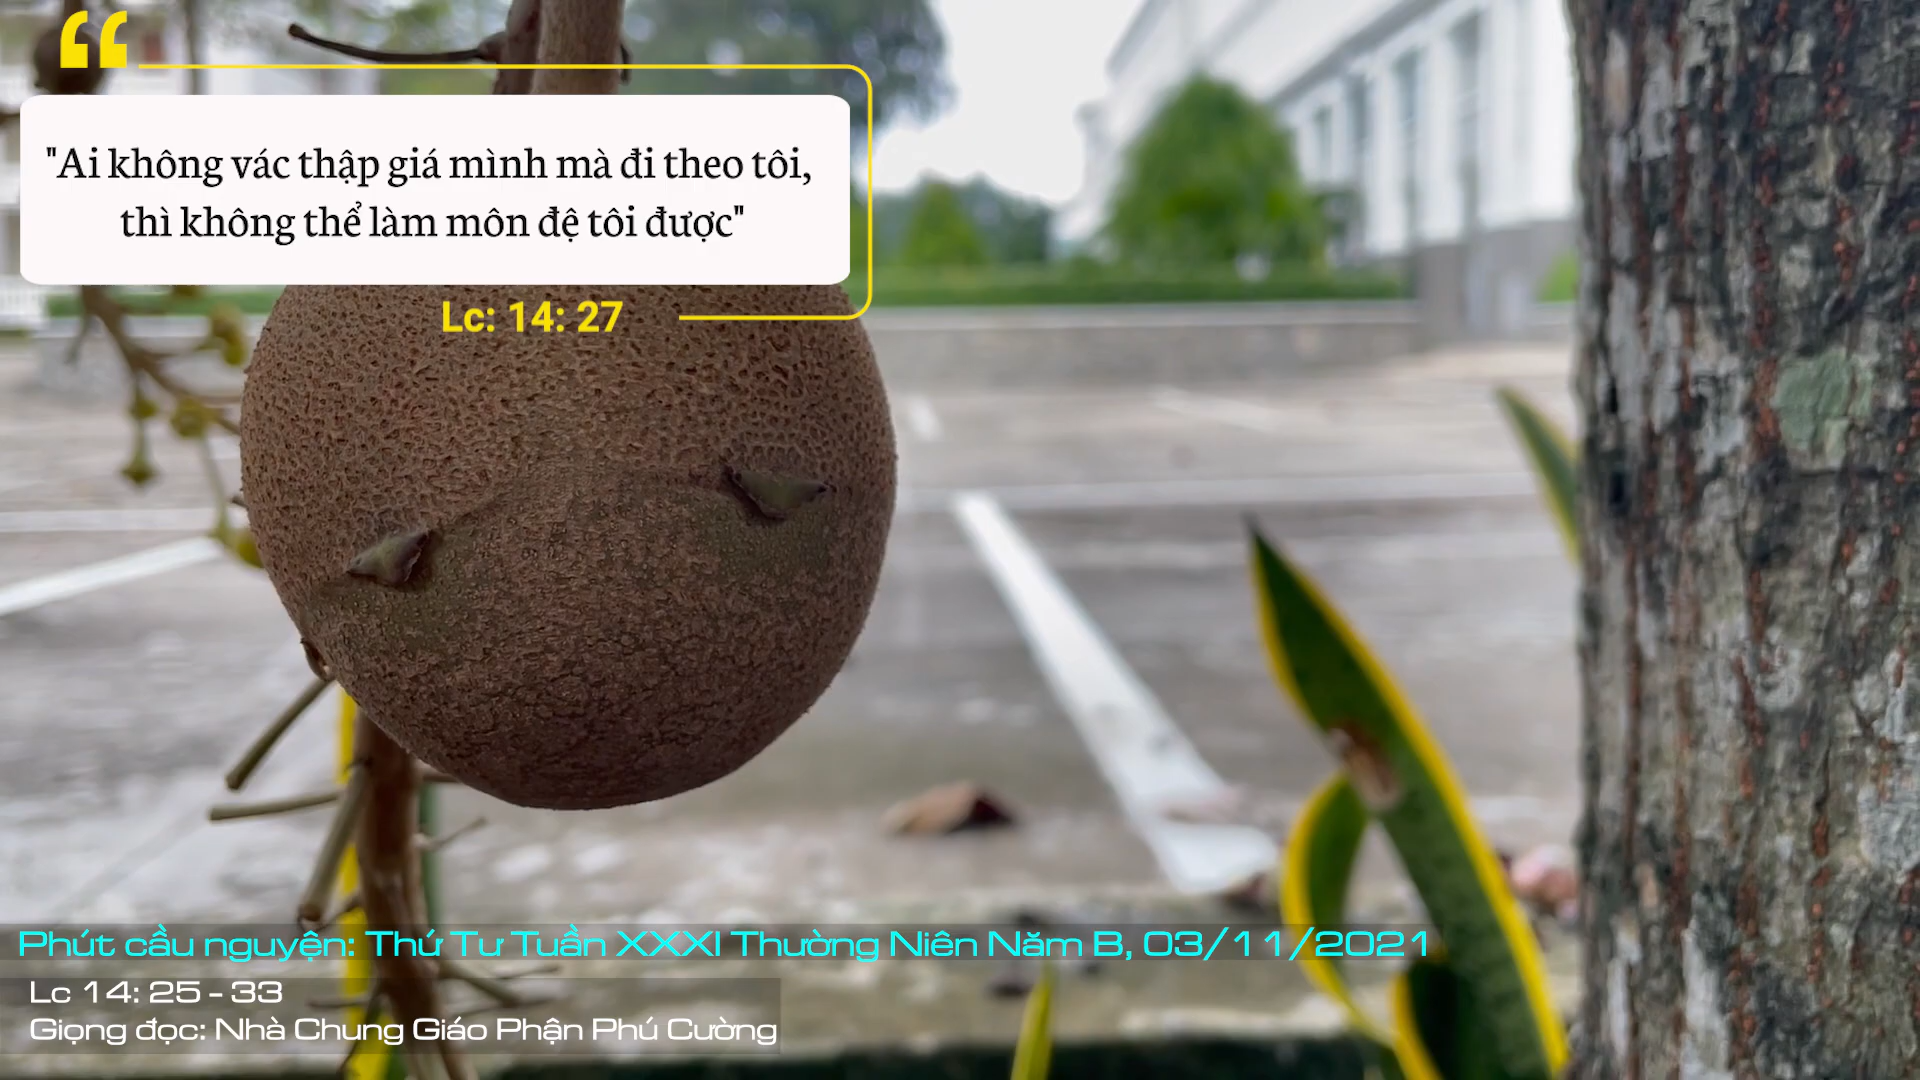 "Ai không vác thập giá mình mà đi theo tôi,
thì không thể làm môn đệ tôi được"
Lc: 14: 27
Phút cầu nguyện: Thứ Tư Tuần XXXI Thường Niên Năm B, 03/11/2021
Lc 14: 25 - 33
Giọng đọc: Nhà Chung Giáo Phận Phú Cường